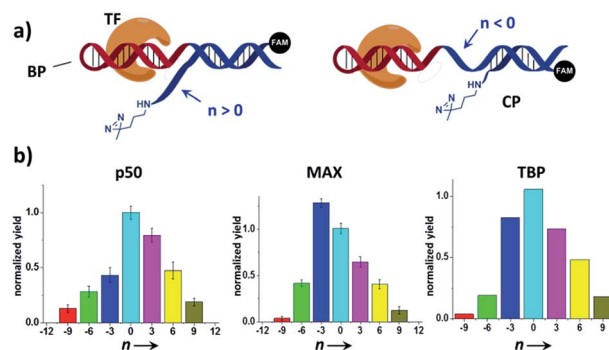 a)
TF
BP
FAM
n > 0
HN
N
N
n < 0
FAM
HN
CP
N
N
b)
p50
normalized yield
1.0
0.5
0.0
-12 -9 -6 -3 0 3 6 9 12
n →
MAX
normalized yield
1.0
0.5
0.0
-12 -9 -6 -3 0 3 6 9 12
n →
TBP
normalized yield
1.0
0.5
0.0
-9 -6 -3 0 3 6 9
n →